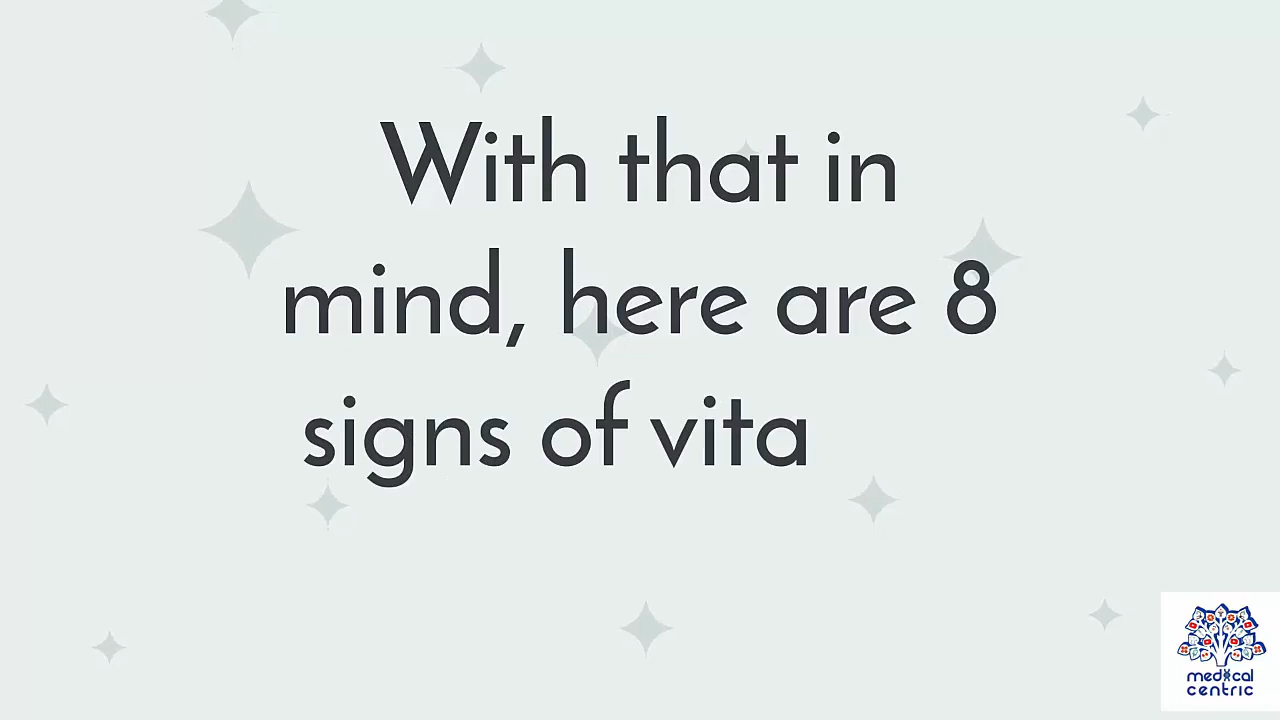 With that in
mind, here are 8
signs of vita
medical
centric